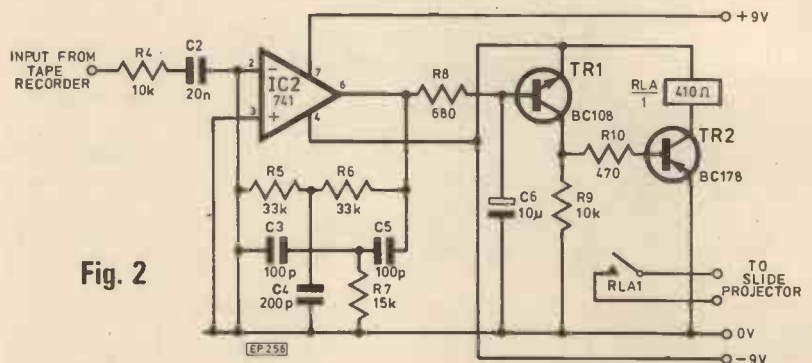 +9V
INPUT FROM
TAPE
RECORDER
R4
10k
C2
20n
2
3
7
6
4
IC2
741
R8
680
TR1
BC108
RLA
1
410Ω
TR2
BC178
R10
470
R5
33k
R6
33k
C3
100p
C5
100p
C4
200p
R7
15k
C6
10µ
R9
10k
RLA1
TO
SLIDE
PROJECTOR
Fig. 2
EP256
0V
−9V